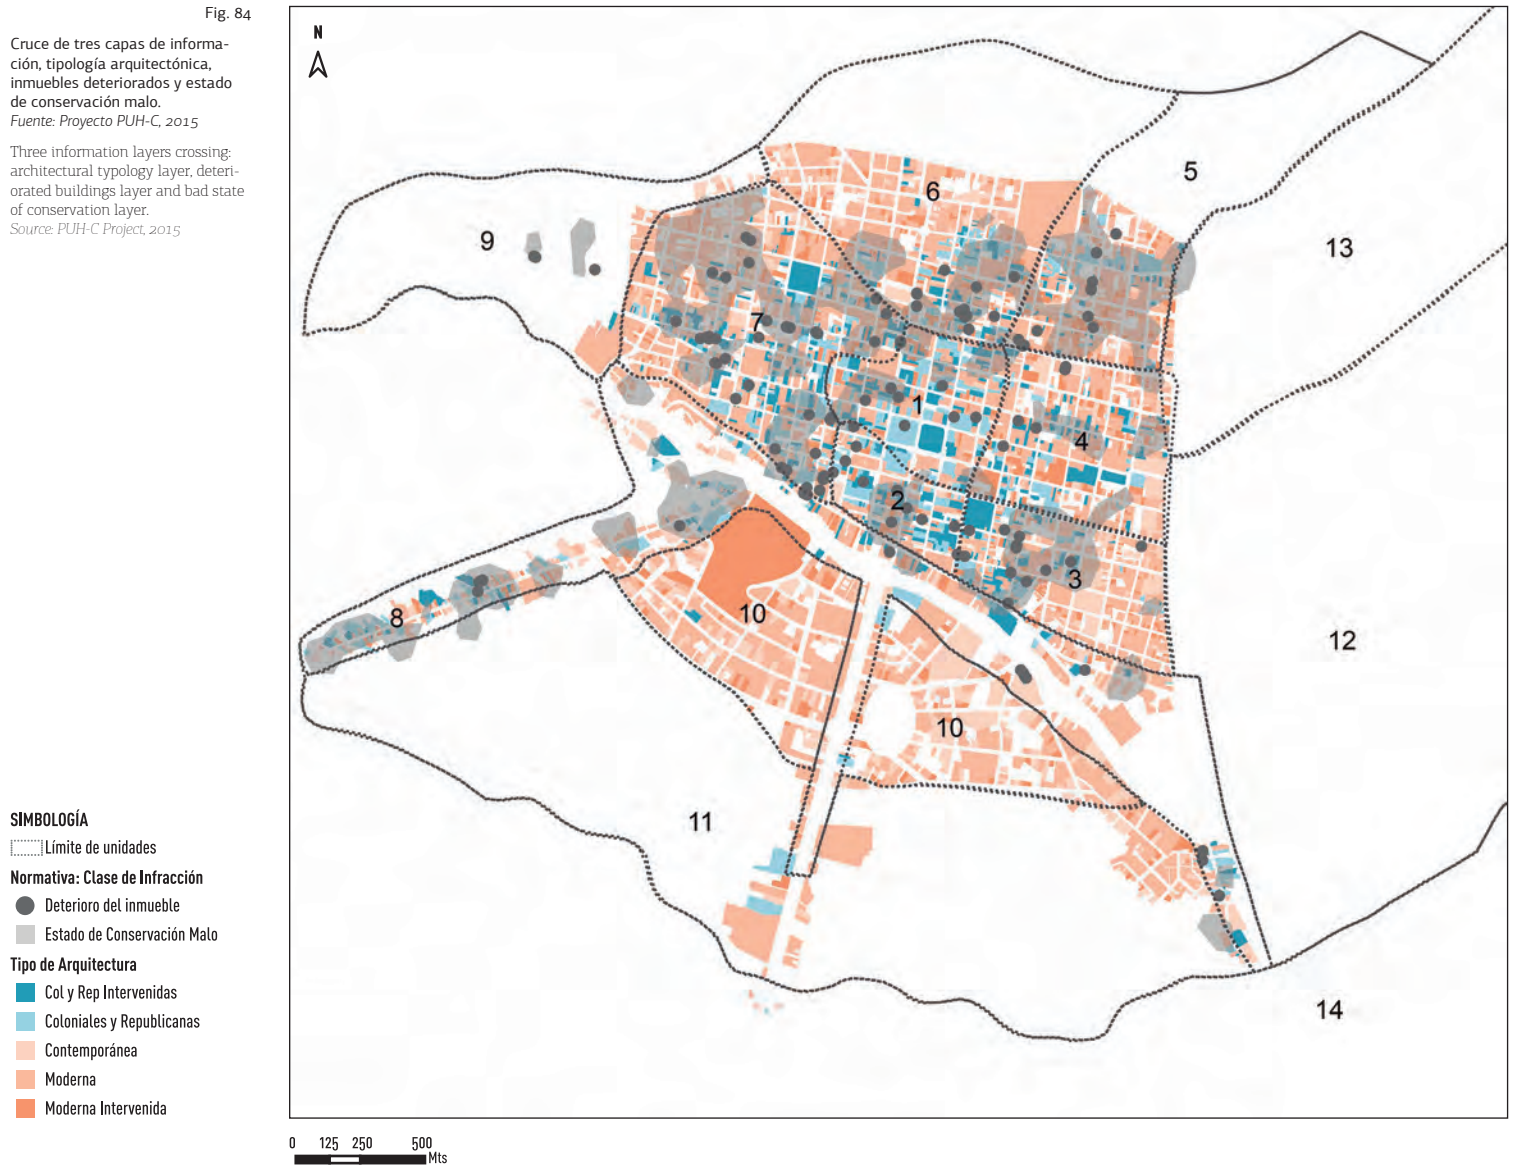 Fig. 84
Cruce de tres capas de informa-
ción, tipología arquitectónica,
inmuebles deteriorados y estado
de conservación malo.
Fuente: Proyecto PUH-C, 2015
Three information layers crossing:
architectural typology layer, deteri-
orated buildings layer and bad state
of conservation layer.
Source: PUH-C Project, 2015
N
5
6
9
13
7
1
4
2
3
8
10
12
10
11
14
SIMBOLOGÍA
Límite de unidades
Normativa: Clase de Infracción
Deterioro del inmueble
Estado de Conservación Malo
Tipo de Arquitectura
Col y Rep Intervenidas
Coloniales y Republicanas
Contemporánea
Moderna
Moderna Intervenida
0 125 250 500
Mts